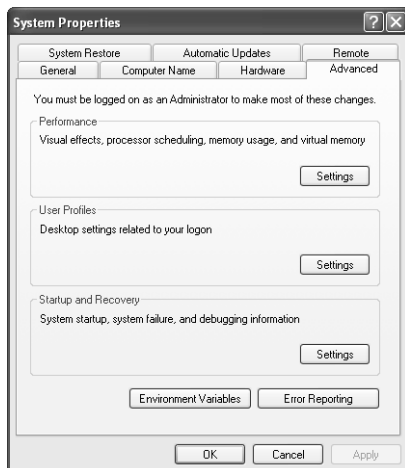 System Properties
System Restore Automatic Updates Remote
General Computer Name Hardware Advanced
You must be logged on as an Administrator to make most of these changes.
Performance
Visual effects, processor scheduling, memory usage, and virtual memory
Settings
User Profiles
Desktop settings related to your logon
Settings
Startup and Recovery
System startup, system failure, and debugging information
Settings
Environment Variables Error Reporting
OK Cancel Apply